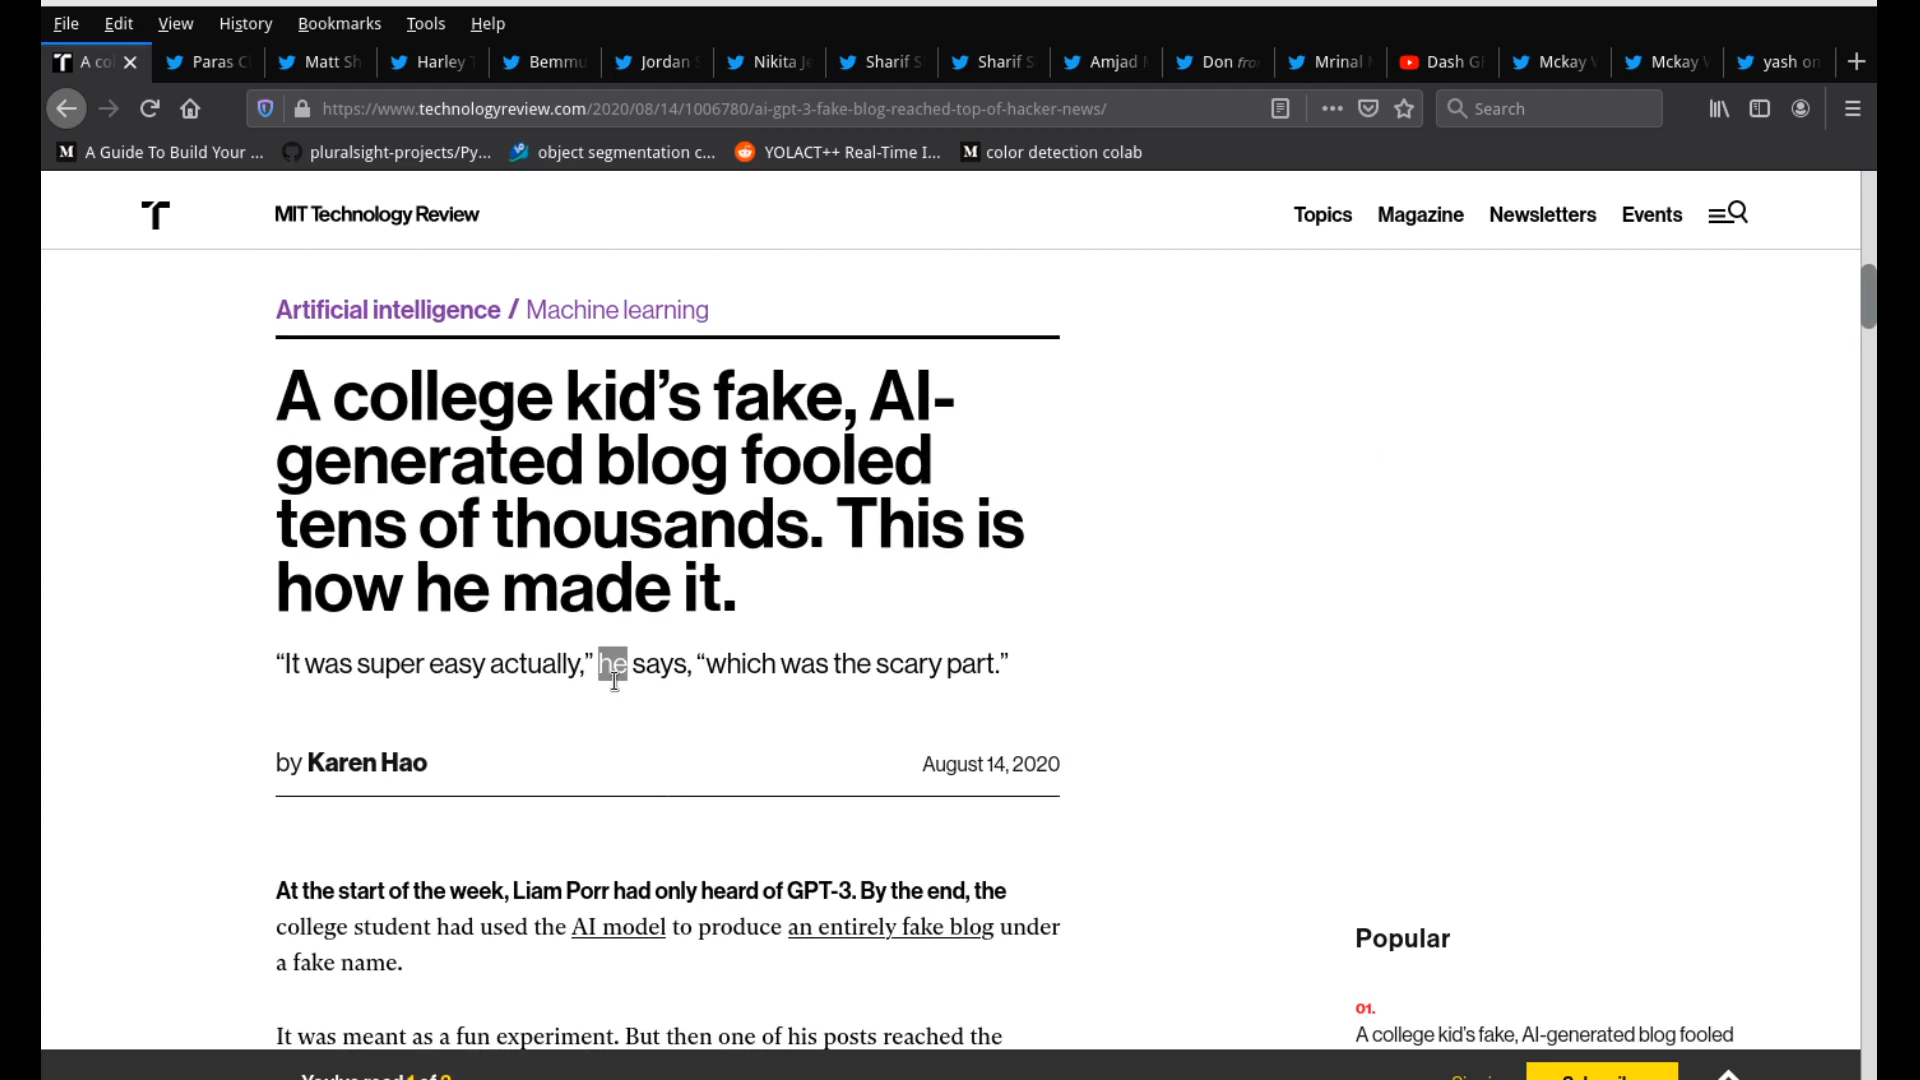 File Edit View History Bookmarks Tools Help
A co Paras C Matt Sh Harley Bemmu Jordan Nikita Je Sharif S Sharif S Amjad Don fro Mrinal Dash G Mckay Mckay yash on
https://www.technologyreview.com/2020/08/14/1006780/ai-gpt-3-fake-blog-reached-top-of-hacker-news/ Search
A Guide To Build Your ... pluralsight-projects/Py... object segmentation c... YOLACT++ Real-Time I... color detection colab
MIT Technology Review Topics Magazine Newsletters Events
Artificial intelligence / Machine learning
A college kid’s fake, AI-
generated blog fooled
tens of thousands. This is
how he made it.
“It was super easy actually,” he says, “which was the scary part.”
by Karen Hao August 14, 2020
At the start of the week, Liam Porr had only heard of GPT-3. By the end, the
college student had used the AI model to produce an entirely fake blog under
a fake name.
It was meant as a fun experiment. But then one of his posts reached the
Popular
01.
A college kid’s fake, AI-generated blog fooled